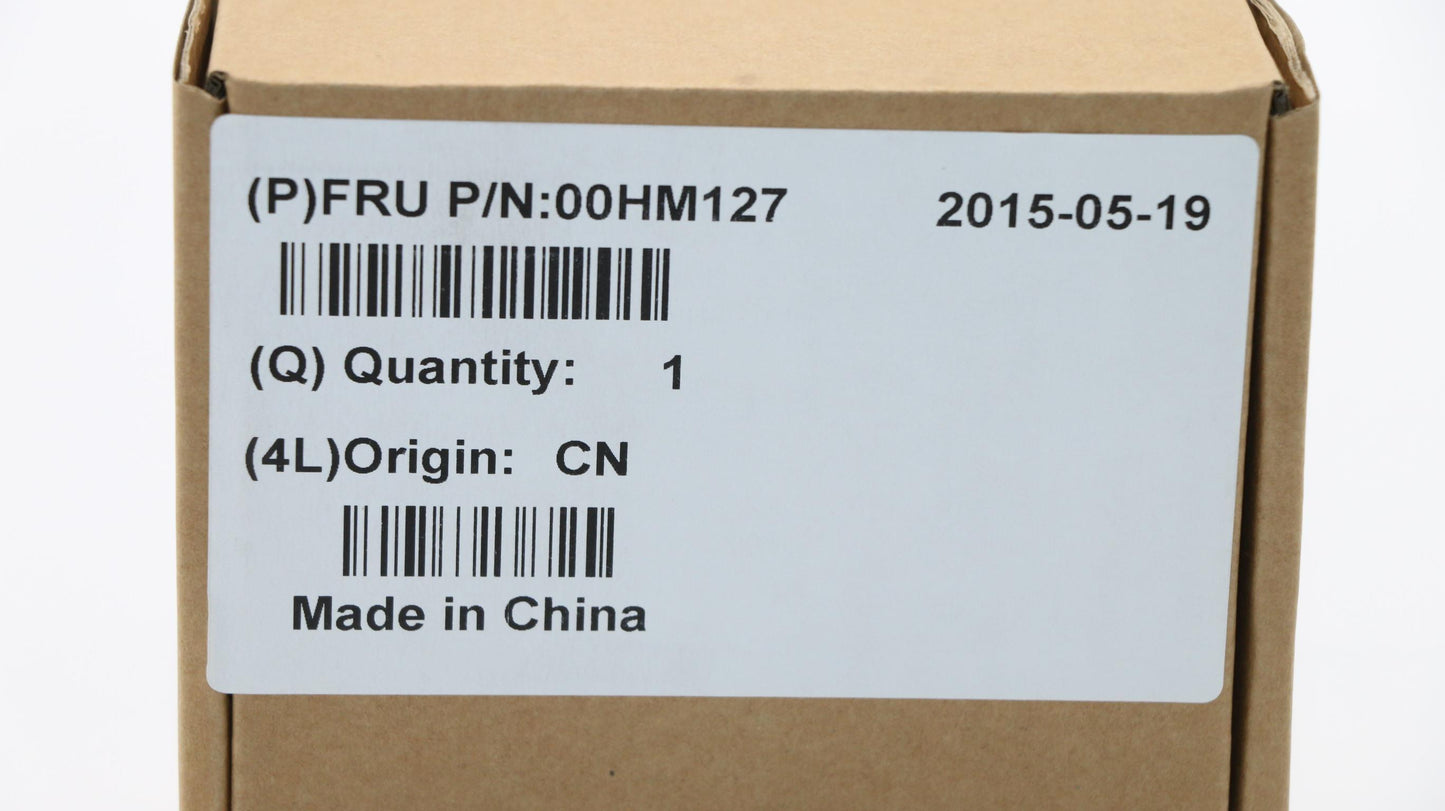 (P)FRU P/N:00HM127 2015-05-19
(Q) Quantity: 1
(4L)Origin: CN
Made in China